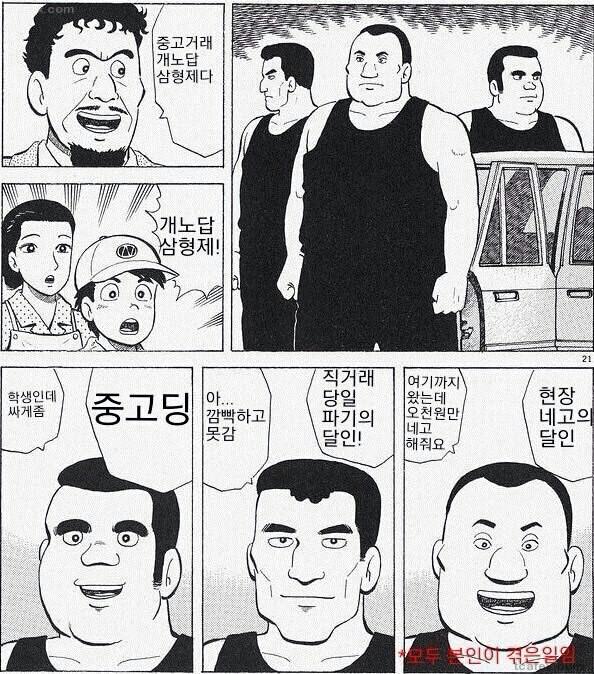 .com
중고거래
개노답
삼형제다
개노답
삼형제!
21
학생인데
싸게좀
중고딩
아...
깜빡하고
못감
직거래
당일
파기의
달인!
여기까지
왔는데
오천원만
네고
해줘요
현장
네고의
달인
*모두 본인이 겪은일임